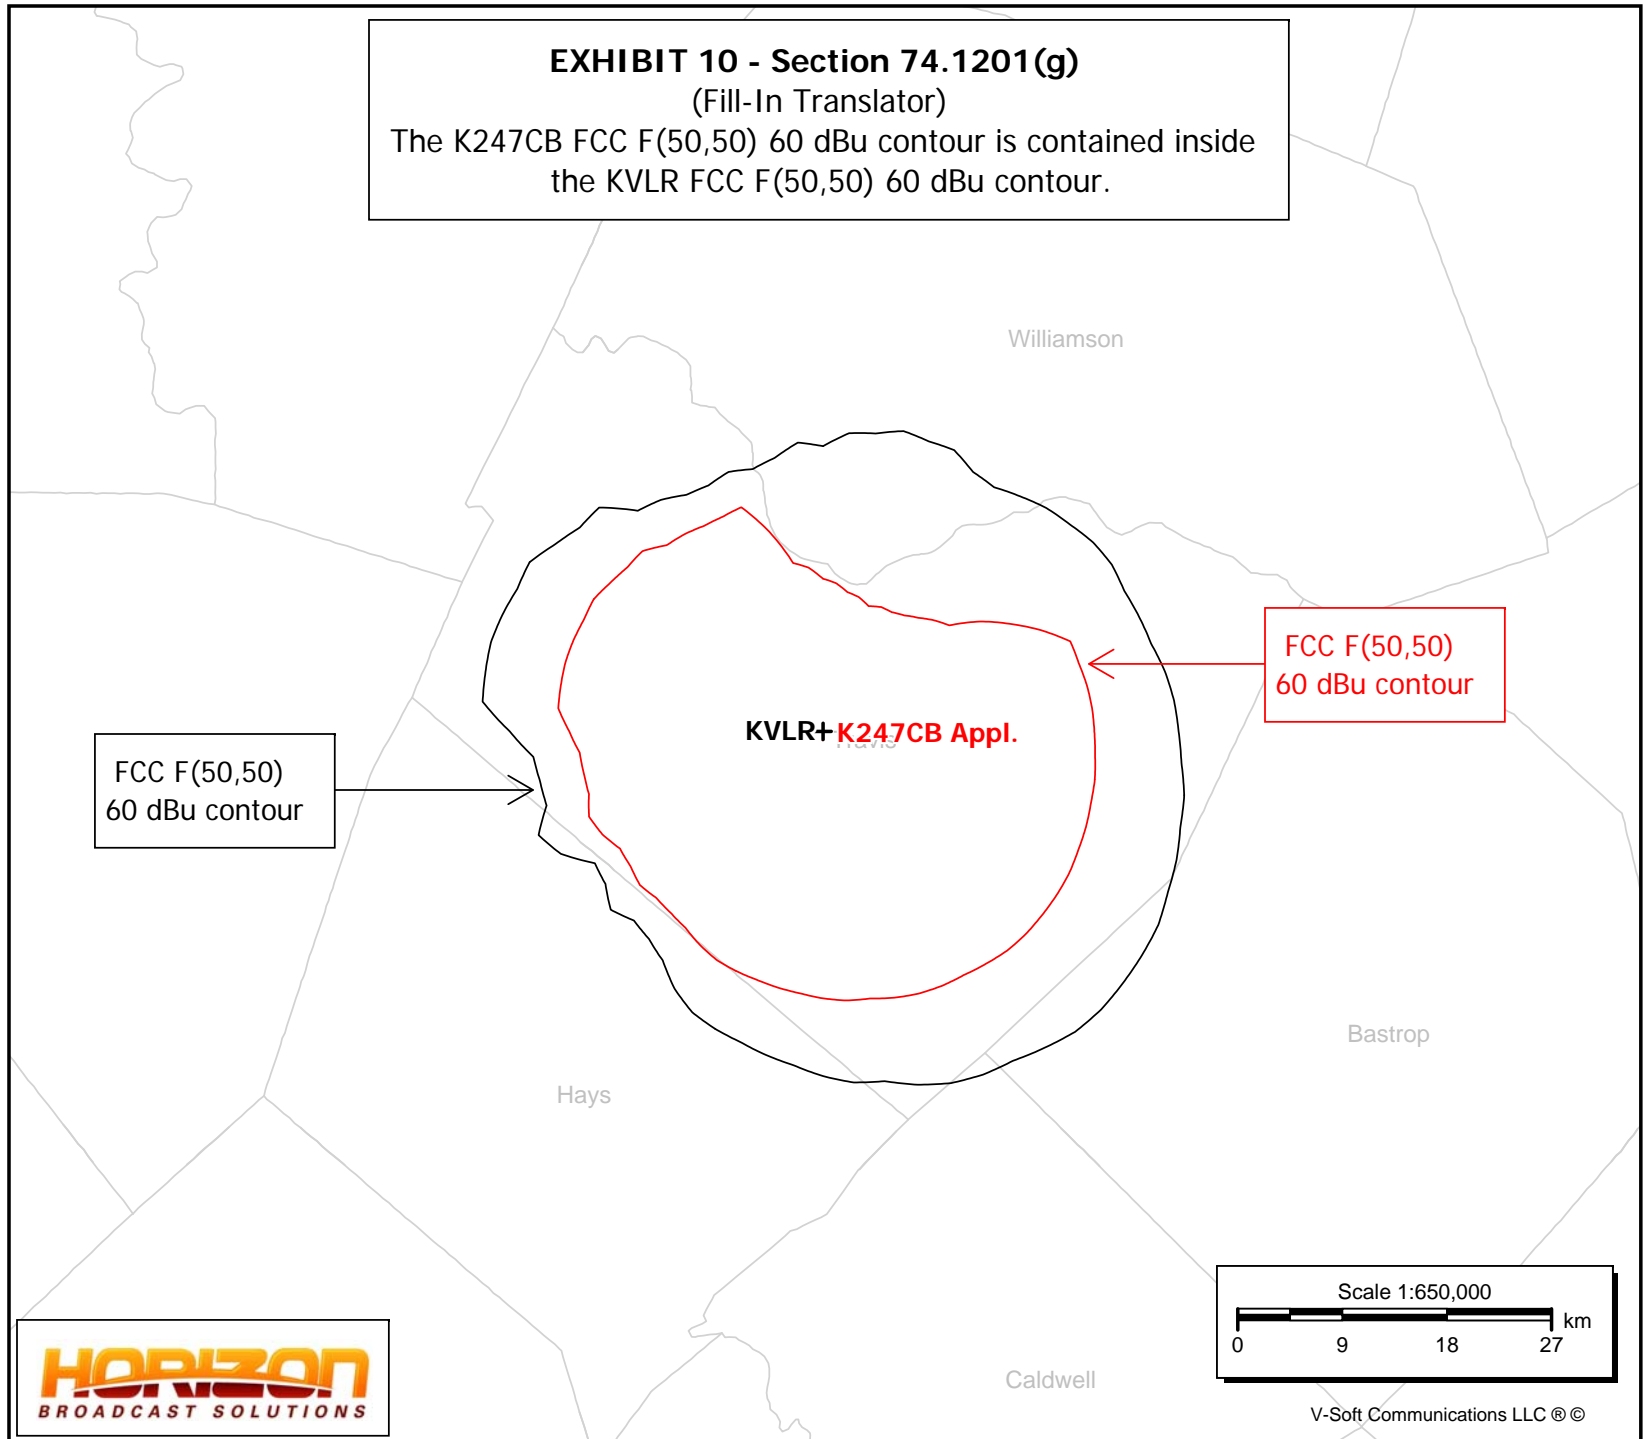 EXHIBIT 10 - Section 74.1201(g)
(Fill-In Translator)
The K247CB FCC F(50,50) 60 dBu contour is contained inside
the KVLR FCC F(50,50) 60 dBu contour.
Williamson
FCC F(50,50)
60 dBu contour
KVLR+ K247CB Appl.
Travis
FCC F(50,50)
60 dBu contour
Bastrop
Hays
Caldwell
Scale 1:650,000
km
0 9 18 27
HORIZON
BROADCAST SOLUTIONS
V-Soft Communications LLC ® ©